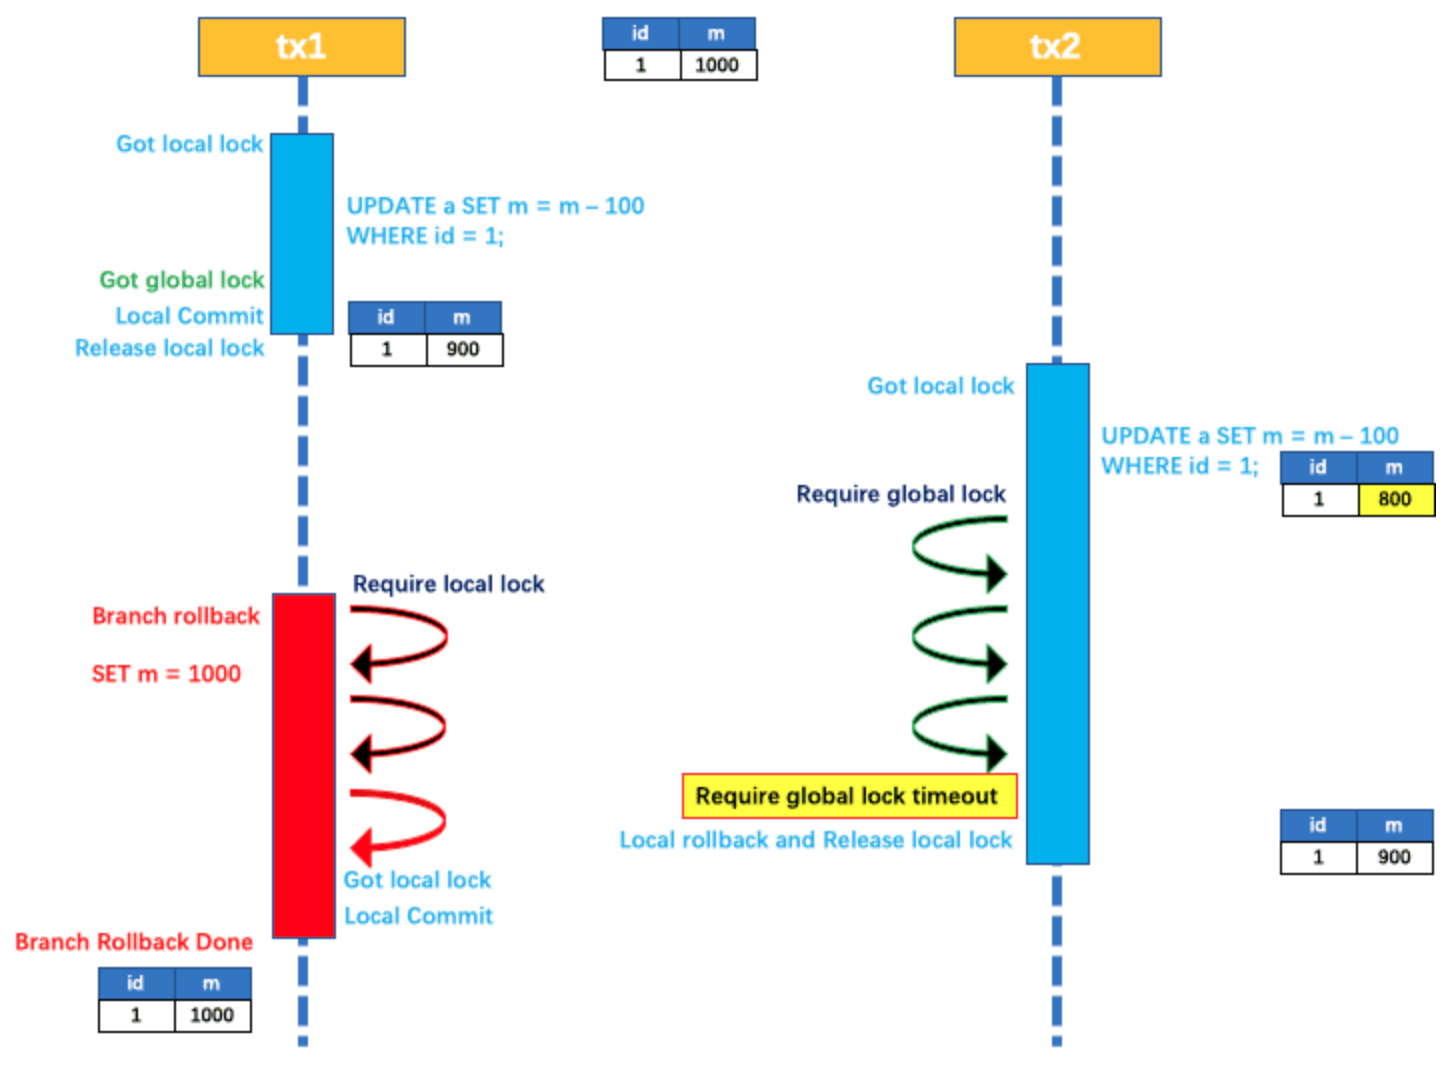 tx1
id m
1 1000
tx2
Got local lock
UPDATE a SET m = m – 100
WHERE id = 1;
Got global lock
Local Commit
Release local lock
id m
1 900
Got local lock
UPDATE a SET m = m – 100
WHERE id = 1;
id m
1 800
Require global lock
Require local lock
Branch rollback
SET m = 1000
Require global lock timeout
Local rollback and Release local lock
id m
1 900
Got local lock
Local Commit
Branch Rollback Done
id m
1 1000